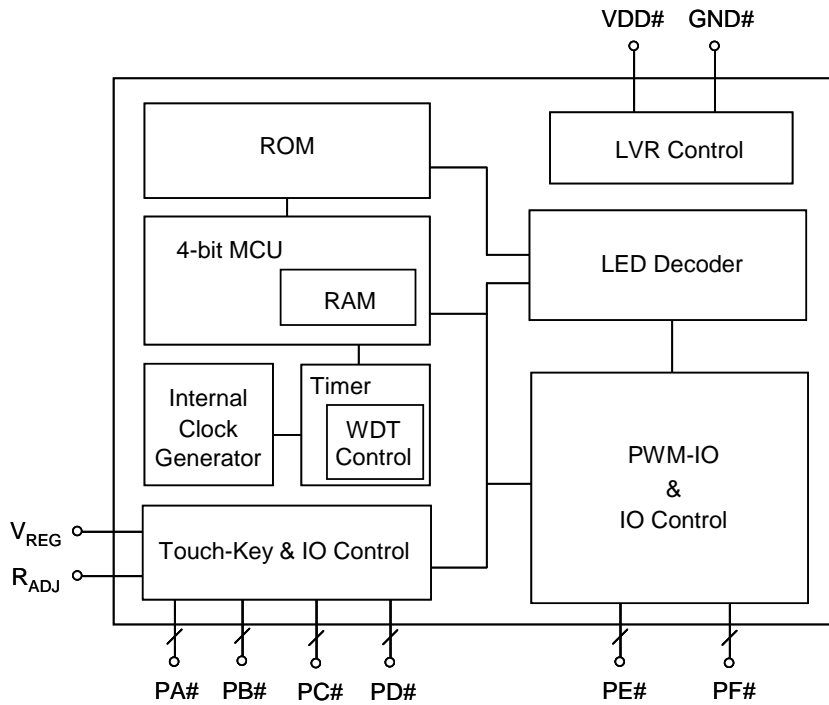 VDD# GND#
ROM
LVR Control
4-bit MCU
RAM
LED Decoder
Internal
Clock
Generator
Timer
WDT
Control
PWM-IO
&
IO Control
VREG
RADJ
Touch-Key & IO Control
PA# PB# PC# PD# PE# PF#